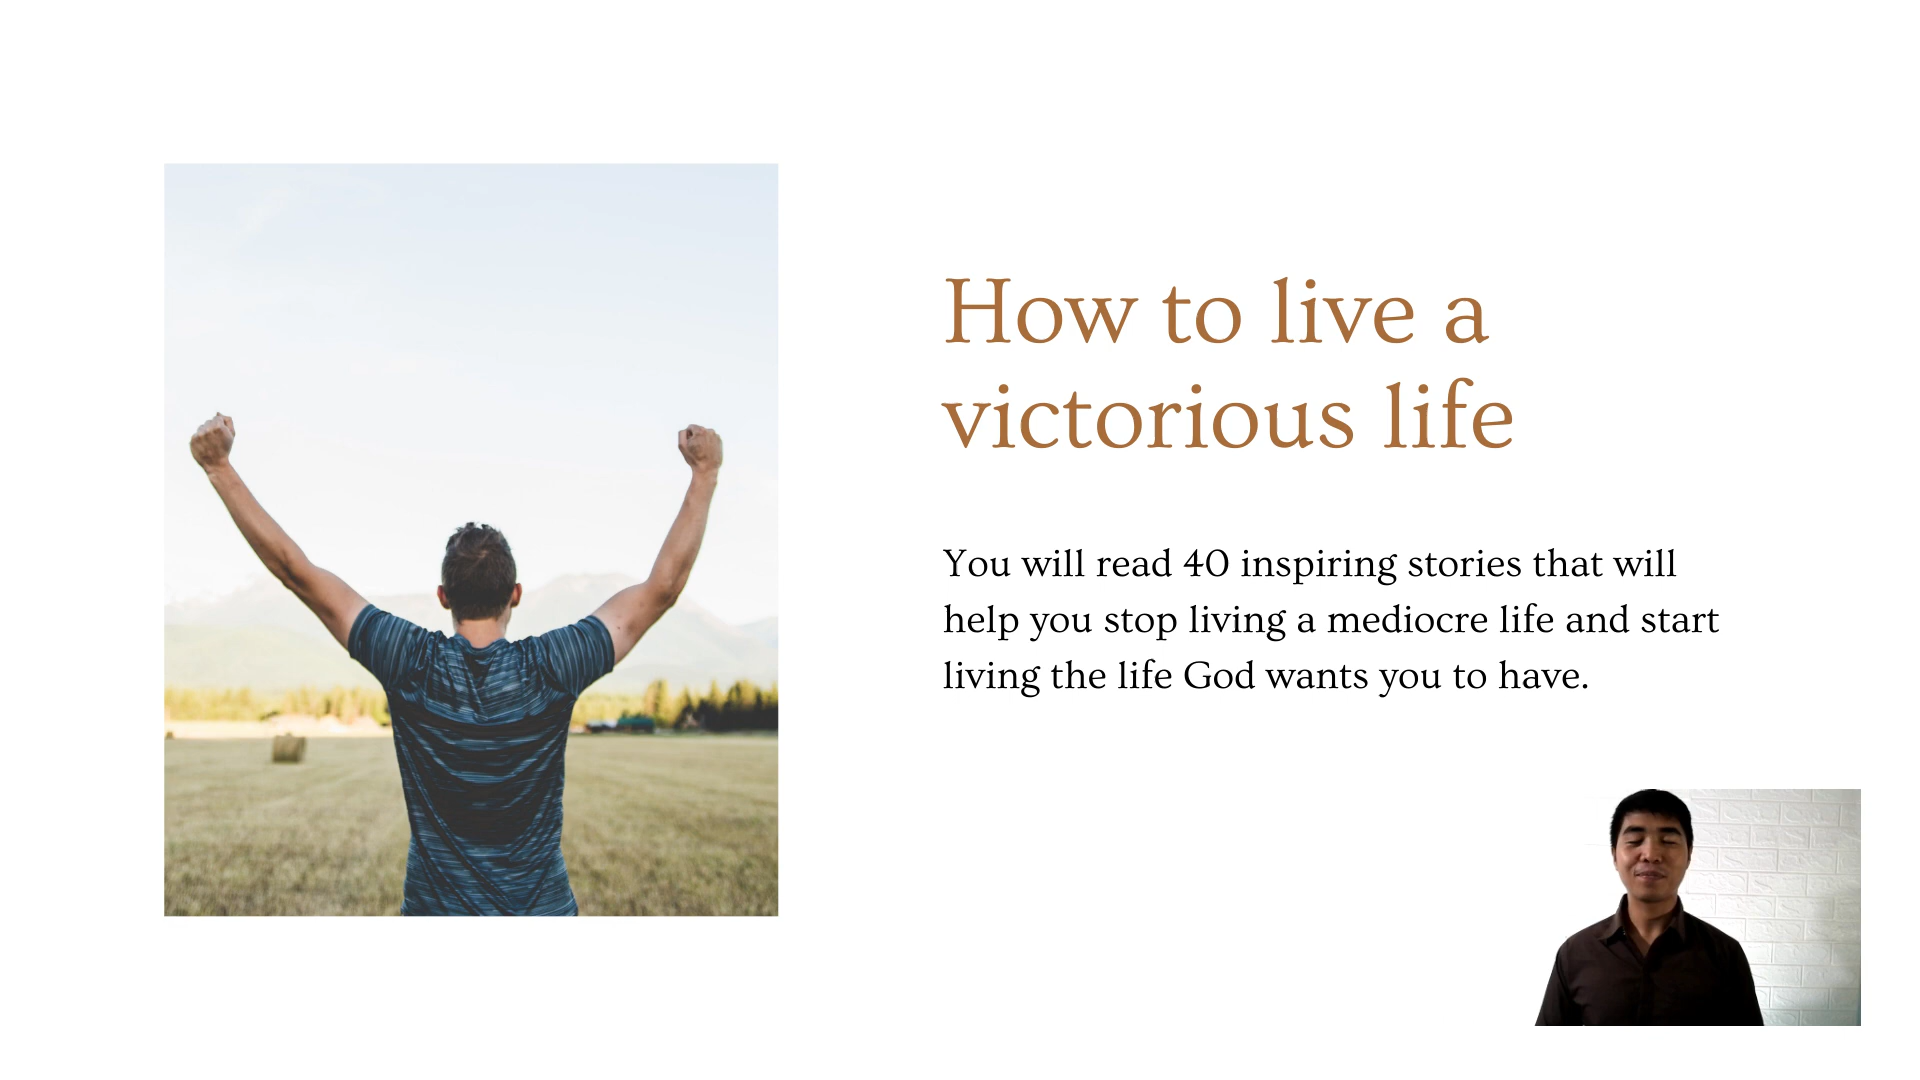 How to live a
victorious life
You will read 40 inspiring stories that will
help you stop living a mediocre life and start
living the life God wants you to have.